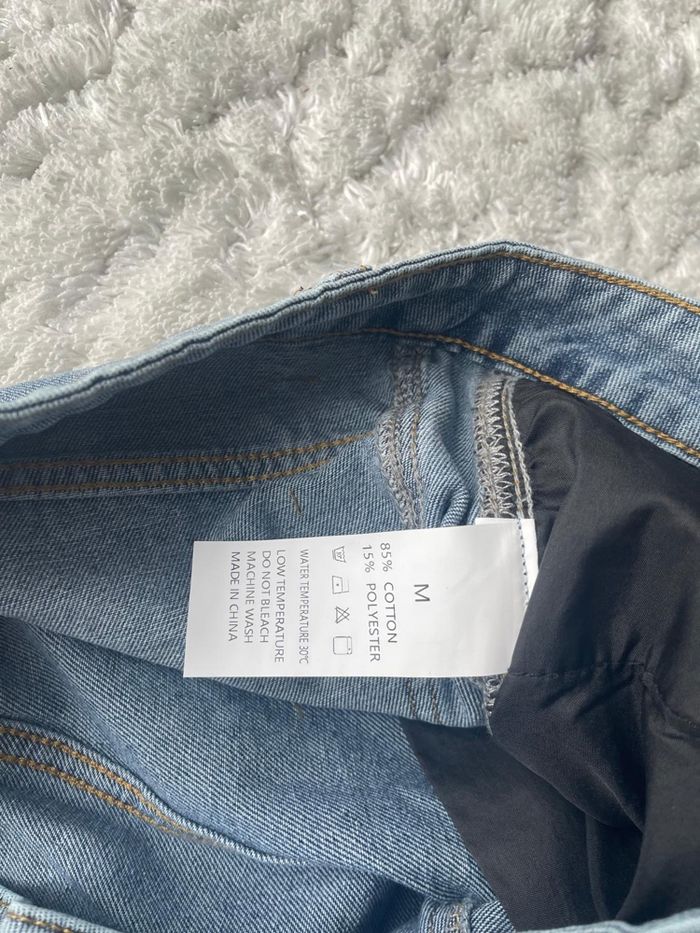 M
85% COTTON
15% POLYESTER
WATER TEMPERATURE 30°C
LOW TEMPERATURE
DO NOT BLEACH
MACHINE WASH
MADE IN CHINA